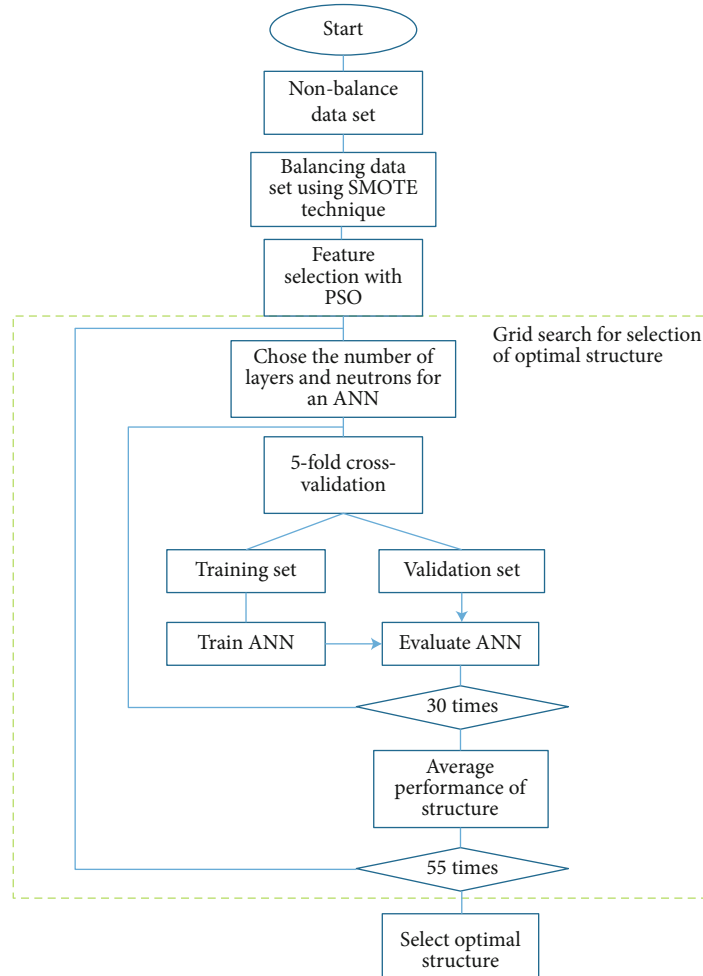 Start
Non-balance
data set
Balancing data
set using SMOTE
technique
Feature
selection with
PSO
Grid search for selection
of optimal structure
Chose the number of
layers and neutrons for
an ANN
5-fold cross-
validation
Training set
Validation set
Train ANN
Evaluate ANN
30 times
Average
performance of
structure
55 times
Select optimal
structure